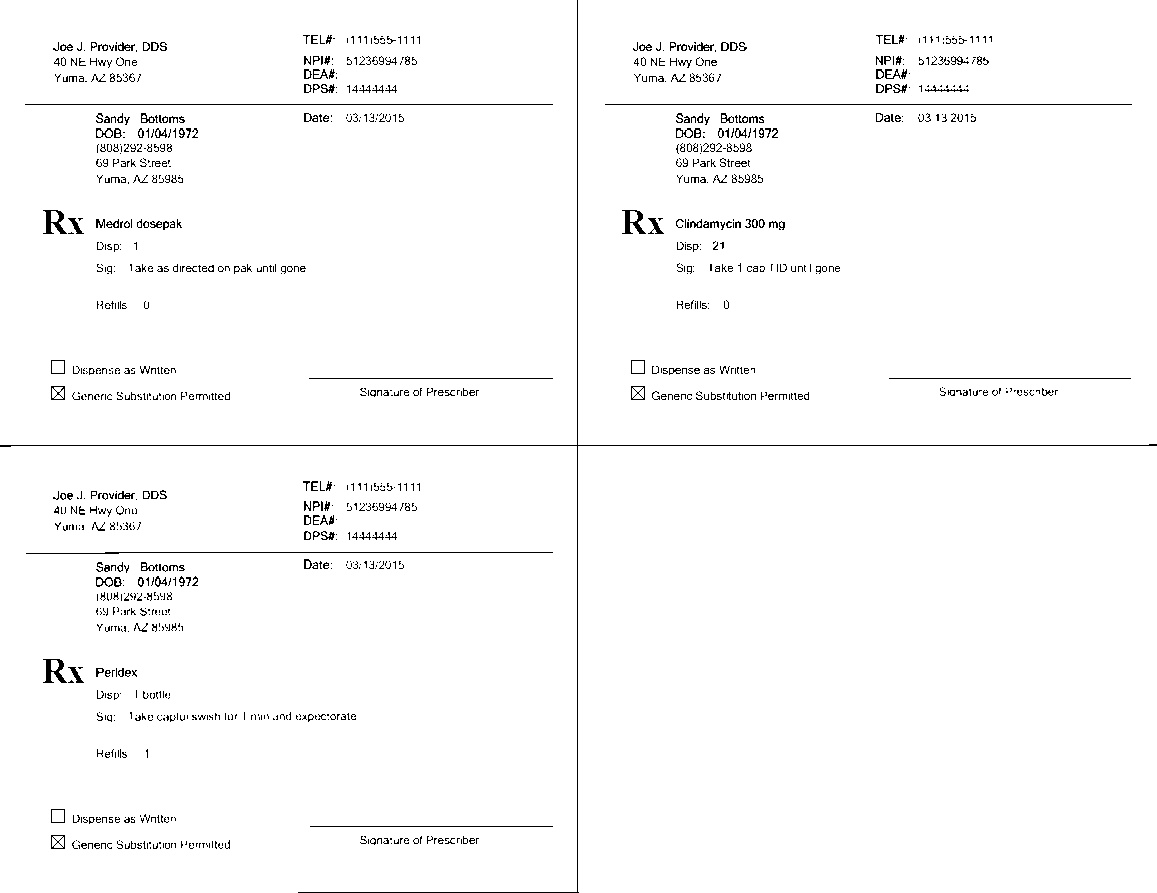 Joe J. Provider, DDS
40 NE Hwy One
Yuma, AZ 85367
TEL#: (111)555-1111
NPI#: 51236994785
DEA#:
DPS#: 14444444
Sandy Bottoms
DOB: 01/04/1972
(808)292-8598
69 Park Street
Yuma, AZ 85985
Date: 03/13/2015
Rx Medrol dosepak
Disp: 1
Sig: Take as directed on pak until gone
Refills 0
Dispense as Written
Generic Substitution Permitted
Signature of Prescriber
Joe J. Provider, DDS
40 NE Hwy One
Yuma, AZ 85367
TEL#: (111)555-1111
NPI#: 51236994785
DEA#:
DPS#: 14444444
Sandy Bottoms
DOB: 01/04/1972
(808)292-8598
69 Park Street
Yuma, AZ 85985
Date: 03 13 2015
Rx Clindamycin 300 mg
Disp: 21
Sig: Take 1 cap TID until gone
Refills: 0
Dispense as Written
Generic Substitution Permitted
Signature of Prescriber
Joe J. Provider, DDS
40 NE Hwy One
Yuma, AZ 85367
TEL#: (111)555-1111
NPI#: 51236994785
DEA#:
DPS#: 14444444
Sandy Bottoms
DOB: 01/04/1972
(808)292-8598
69 Park Street
Yuma, AZ 85985
Date: 03/13/2015
Rx Peridex
Disp: 1 bottle
Sig: Take capful swish for 1 min and expectorate
Refills 1
Dispense as Written
Generic Substitution Permitted
Signature of Prescriber